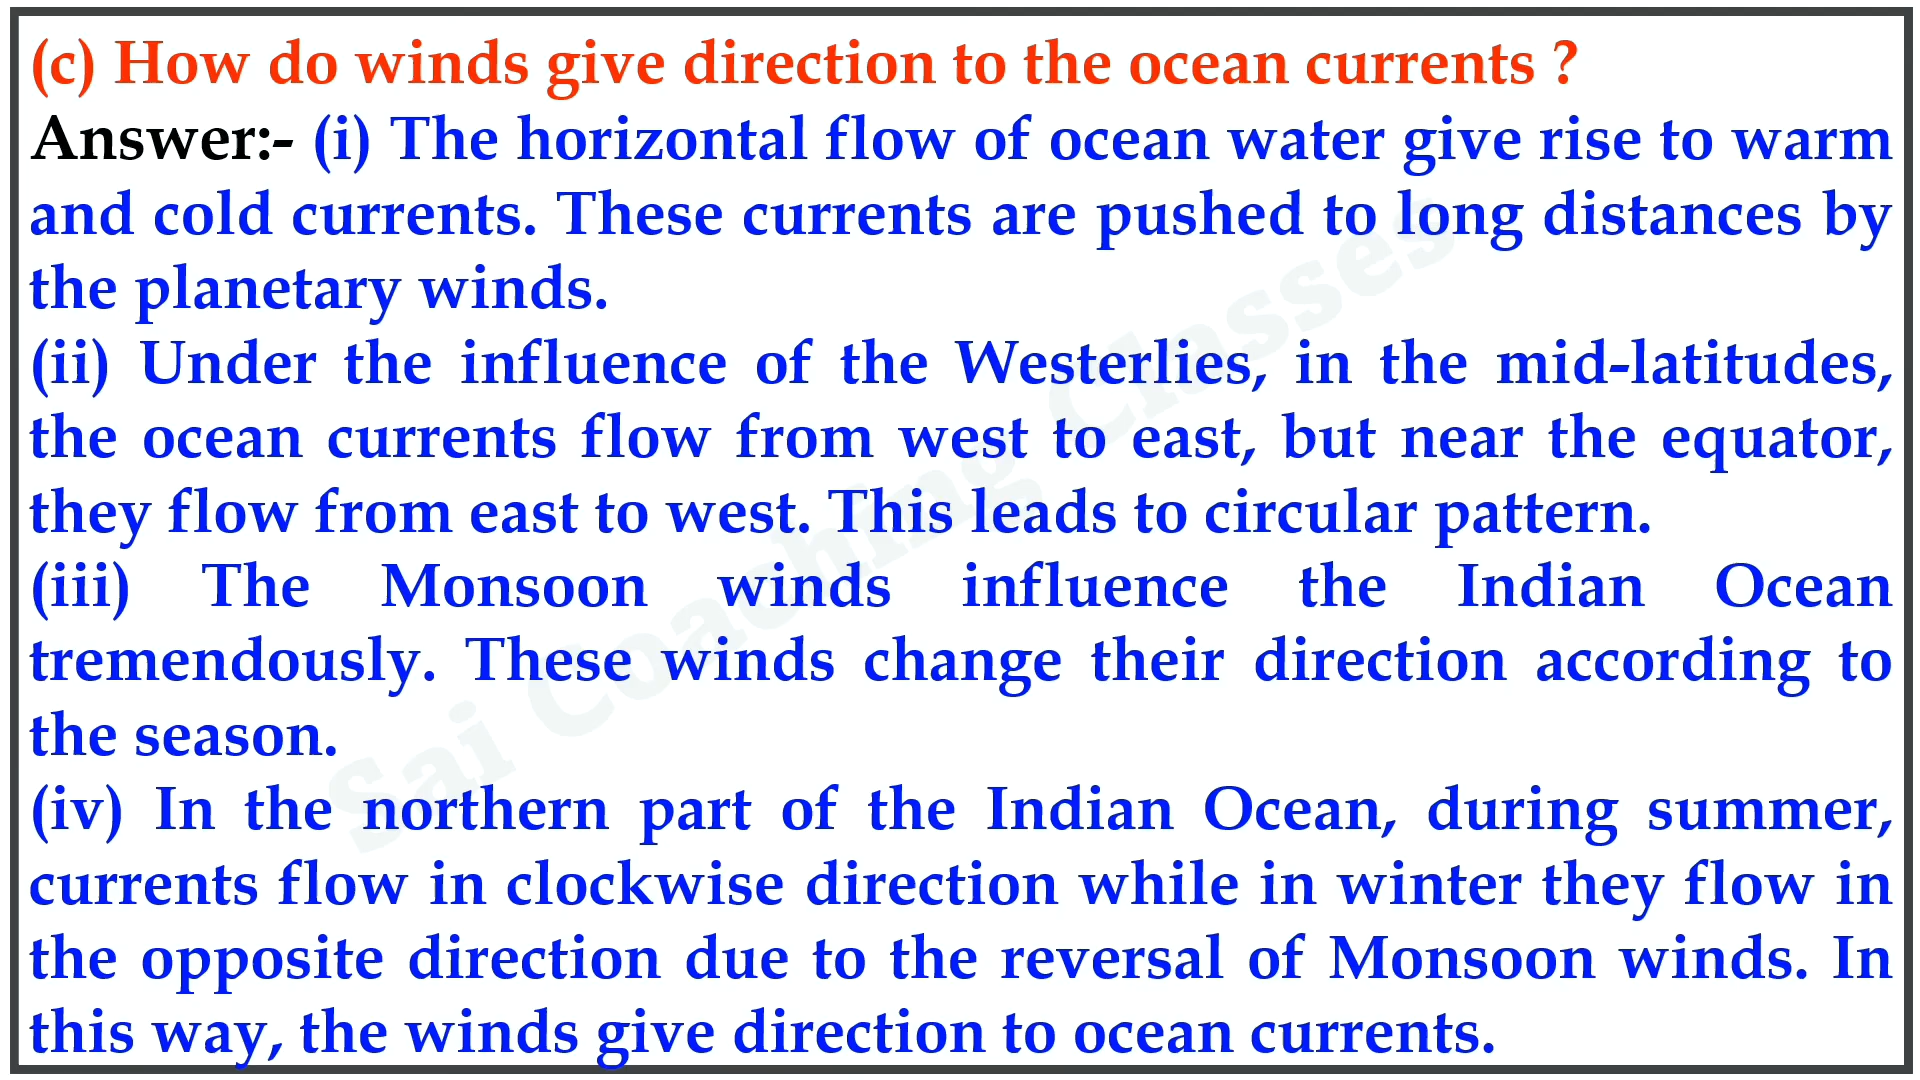 (c) How do winds give direction to the ocean currents ?
Answer:- (i) The horizontal flow of ocean water give rise to warm
and cold currents. These currents are pushed to long distances by
the planetary winds.
(ii) Under the influence of the Westerlies, in the mid-latitudes,
the ocean currents flow from west to east, but near the equator,
they flow from east to west. This leads to circular pattern.
(iii) The Monsoon winds influence the Indian Ocean
tremendously. These winds change their direction according to
the season.
(iv) In the northern part of the Indian Ocean, during summer,
currents flow in clockwise direction while in winter they flow in
the opposite direction due to the reversal of Monsoon winds. In
this way, the winds give direction to ocean currents.
Sai Coaching Classes